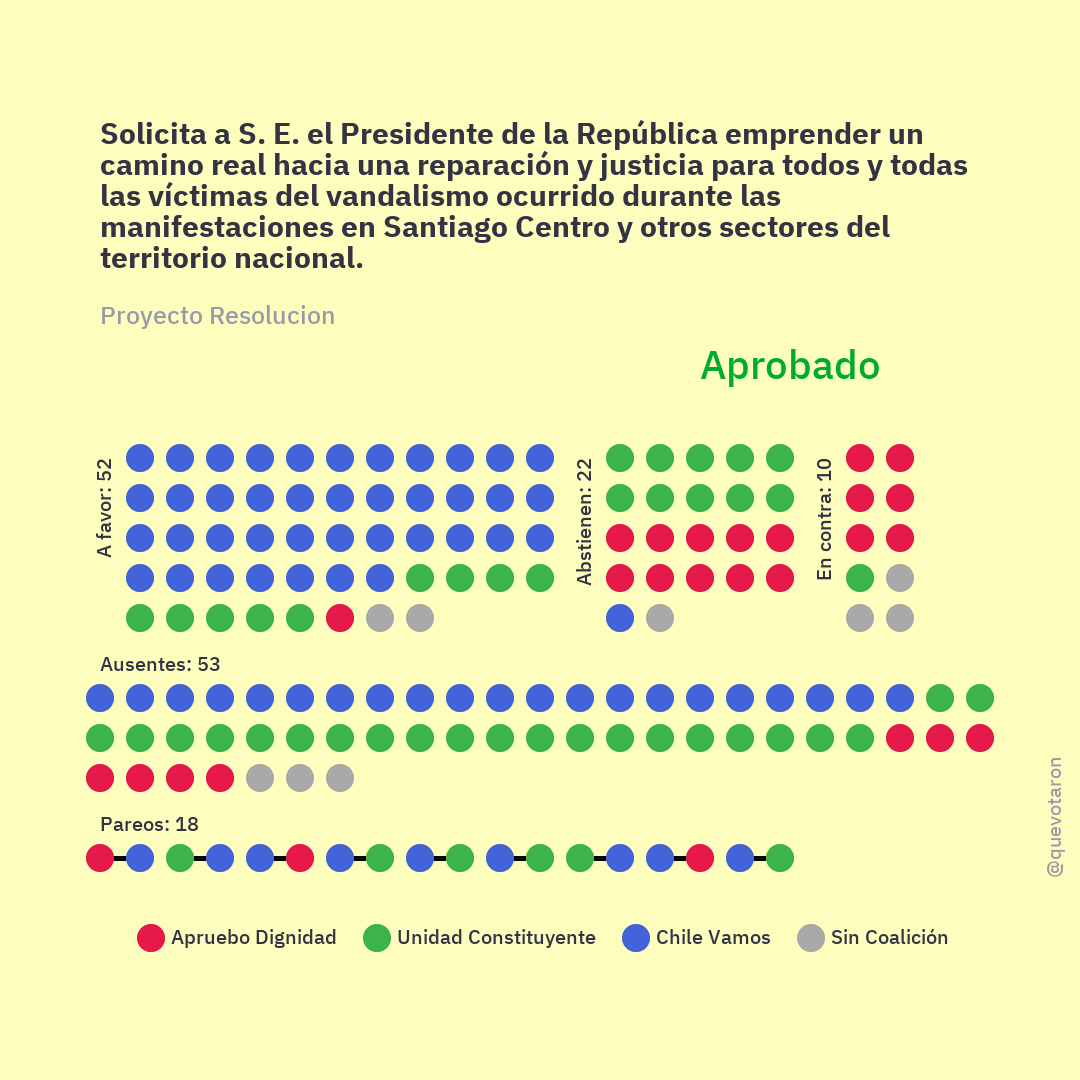 Solicita a S. E. el Presidente de la República emprender un
camino real hacia una reparación y justicia para todos y todas
las víctimas del vandalismo ocurrido durante las
manifestaciones en Santiago Centro y otros sectores del
territorio nacional.
Proyecto Resolucion
Aprobado
A favor: 52
Abstienen: 22
En contra: 10
Ausentes: 53
Pareos: 18
@quevotaron
Apruebo Dignidad
Unidad Constituyente
Chile Vamos
Sin Coalición